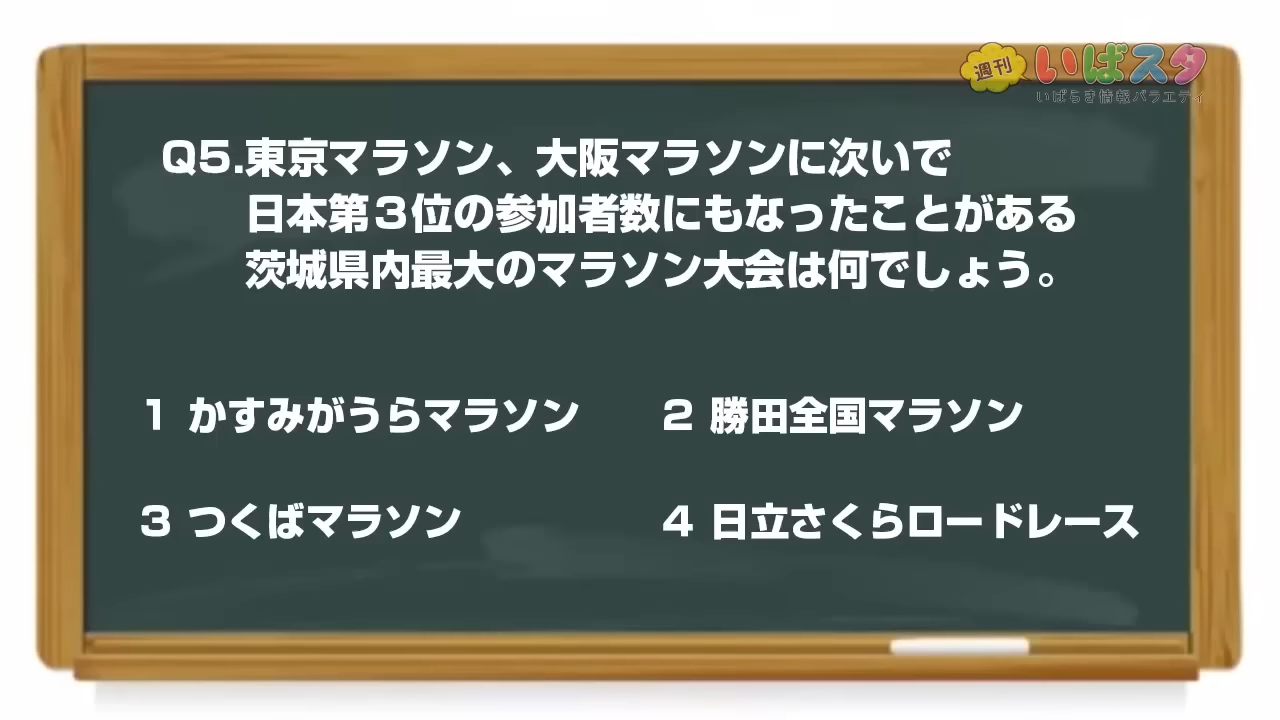 週刊 いばスタ
いばらき情報バラエティ
Q5.東京マラソン、大阪マラソンに次いで
日本第3位の参加者数にもなったことがある
茨城県内最大のマラソン大会は何でしょう。
1 かすみがうらマラソン
2 勝田全国マラソン
3 つくばマラソン
4 日立さくらロードレース